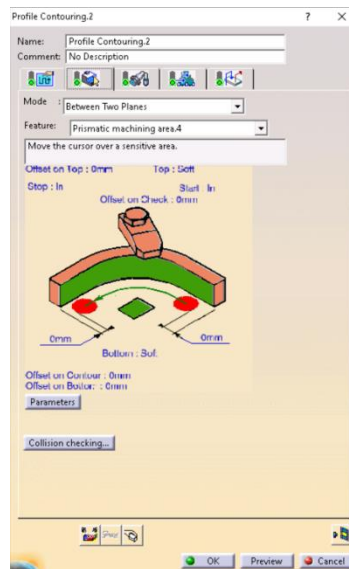 Profile Contouring.2 ? X
Name: Profile Contouring.2
Comment: No Description
Mode : Between Two Planes
Feature: Prismatic machining area.4
Move the cursor over a sensitive area.
Offset on Top : 0mm Top : Soft
Stop : In Start In
Offset on Check : 0mm
0mm 0mm
Bottom : Sof.
Offset on Contour : 0mm
Offset on Bottor: : 0mm
Parameters
Collision checking...
OK Preview Cancel